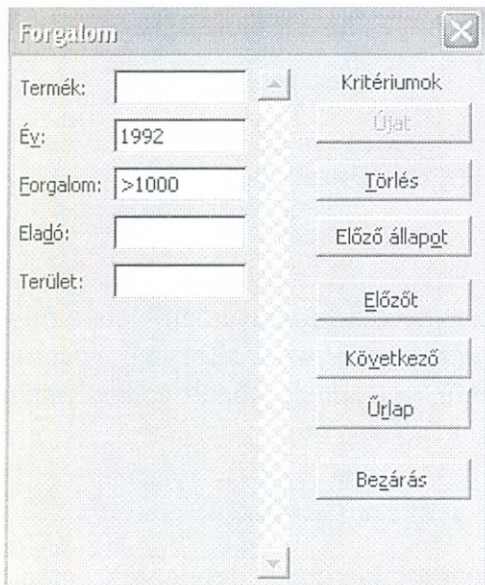 Forgalom
Termék:
Év: 1992
Forgalom: >1000
Eladó:
Terület:
Kritériumok
Újat
Törlés
Előző állapot
Előzőt
Következő
Űrlap
Bezárás